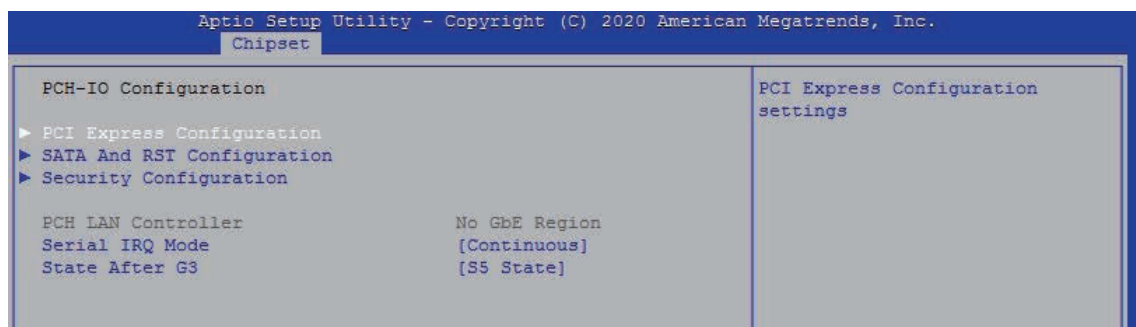 Aptio Setup Utility - Copyright (C) 2020 American Megatrends, Inc.
Chipset
PCH-IO Configuration
PCI Express Configuration
SATA And RST Configuration
Security Configuration
PCH LAN Controller No GbE Region
Serial IRQ Mode [Continuous]
State After G3 [S5 State]
PCI Express Configuration
settings